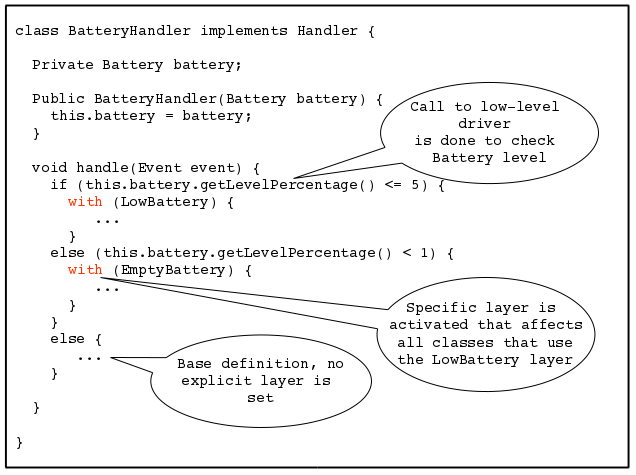 class BatteryHandler implements Handler {
Private Battery battery;
Public BatteryHandler(Battery battery) {
this.battery = battery;
}
Call to low-level
driver
is done to check
Battery level
void handle(Event event) {
if (this.battery.getLevelPercentage() <= 5) {
with (LowBattery) {
...
}
else (this.battery.getLevelPercentage() < 1) {
with (EmptyBattery) {
...
}
}
Specific layer is
activated that affects
all classes that use
the LowBattery layer
else {
...
}
Base definition, no
explicit layer is
set
}
}